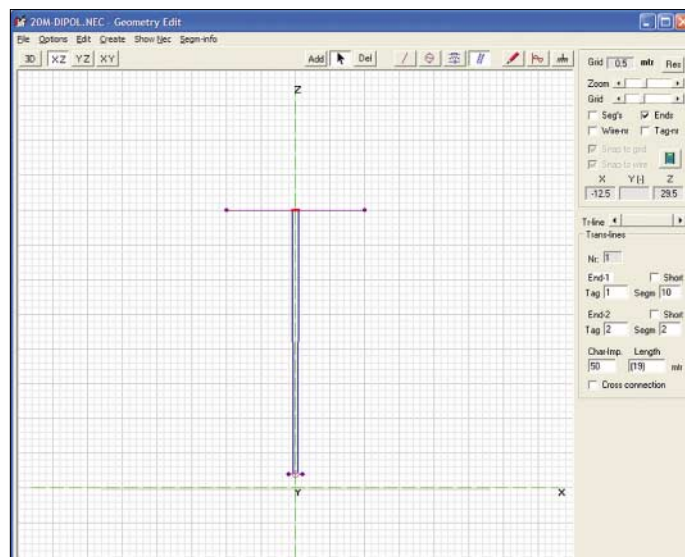 20M-DIPOL.NEC - Geometry Edit
File Options Edit Create Show Nec Segm-info
3D XZ YZ XY Add Del
Grid 0.5 mtr Res
Zoom
Grid
Seg's Ends
Wire-nr Tag-nr
Snap to grid
Snap to wire
X Y (-) Z
-12.5 29.5
Tr-line
Trans-lines
Nr. 1
End-1 Short
Tag 1 Segm 10
End-2 Short
Tag 2 Segm 2
Char-Imp. Length
50 (19) mtr
Cross connection
Z
Y
X